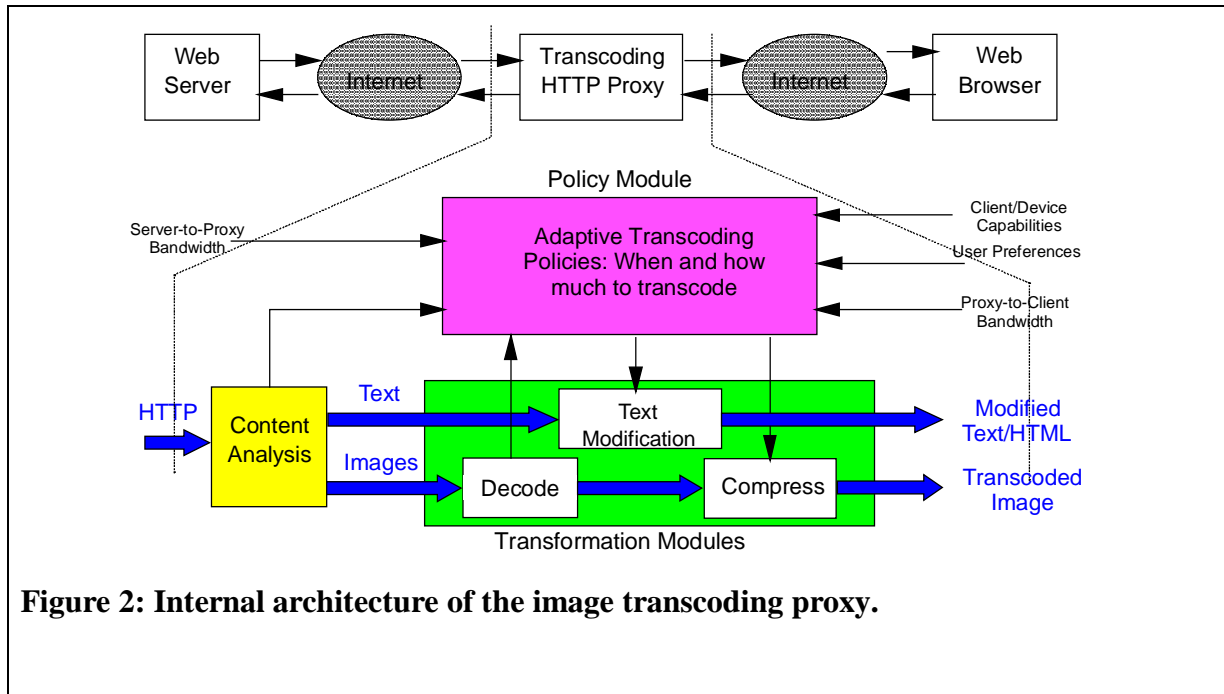 Web
Server
Internet
Transcoding
HTTP Proxy
Internet
Web
Browser
Policy Module
Server-to-Proxy
Bandwidth
Adaptive Transcoding
Policies: When and how
much to transcode
Client/Device
Capabilities
User Preferences
Proxy-to-Client
Bandwidth
HTTP
Content
Analysis
Text
Text
Modification
Modified
Text/HTML
Images
Decode
Compress
Transcoded
Image
Transformation Modules
Figure 2: Internal architecture of the image transcoding proxy.